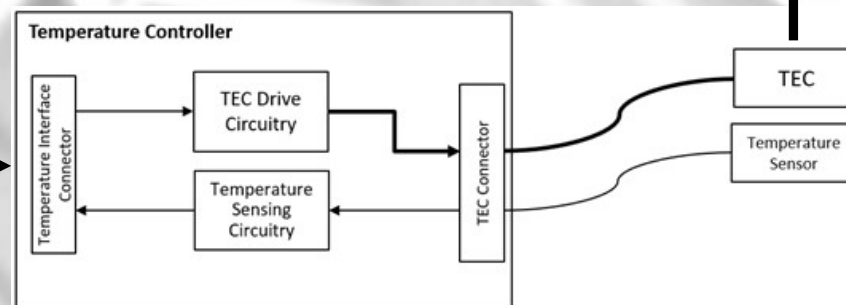 Temperature Controller
Temperature Interface
Connector
TEC Drive
Circuitry
Temperature
Sensing
Circuitry
TEC Connector
TEC
Temperature
Sensor